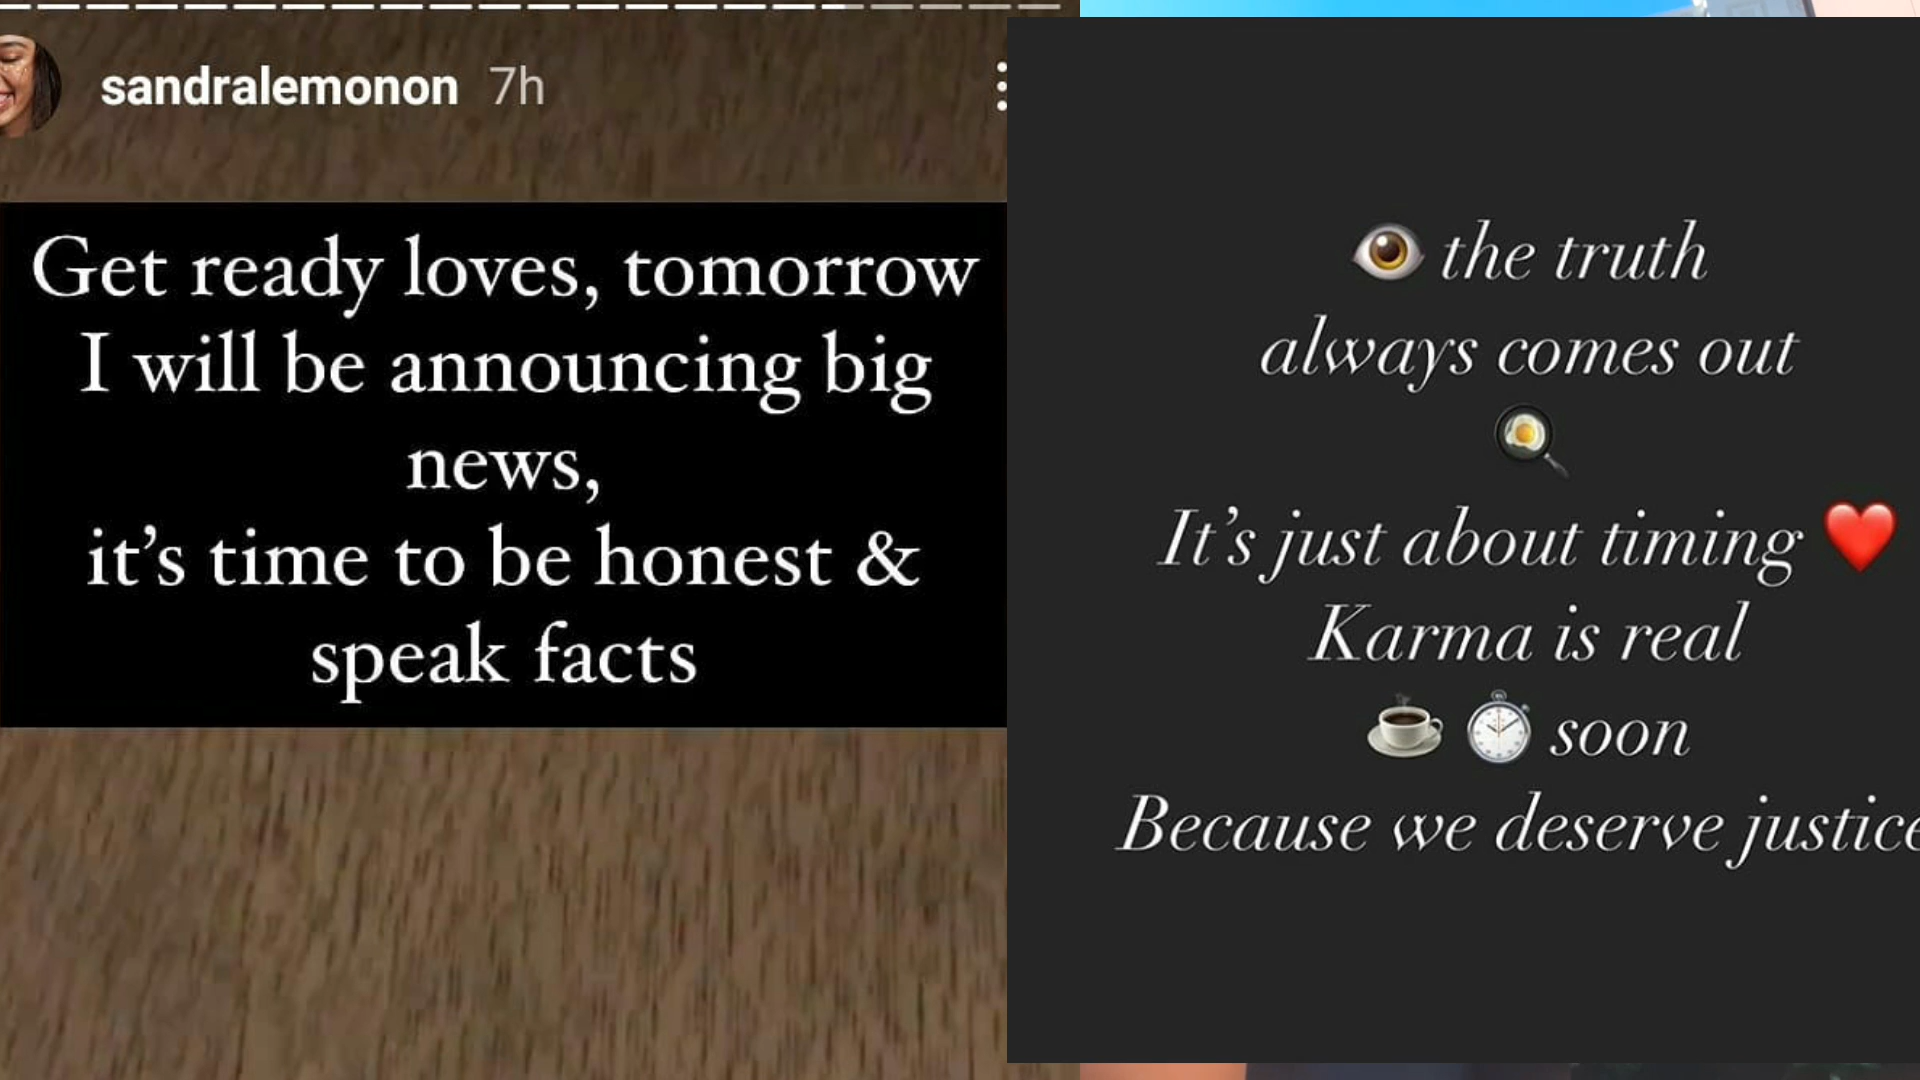 sandralemonon 7h
Get ready loves, tomorrow
I will be announcing big
news,
it's time to be honest &
speak facts
👁️ the truth
always comes out
🍳
It's just about timing ❤️
Karma is real
☕ ⏱️ soon
Because we deserve justice